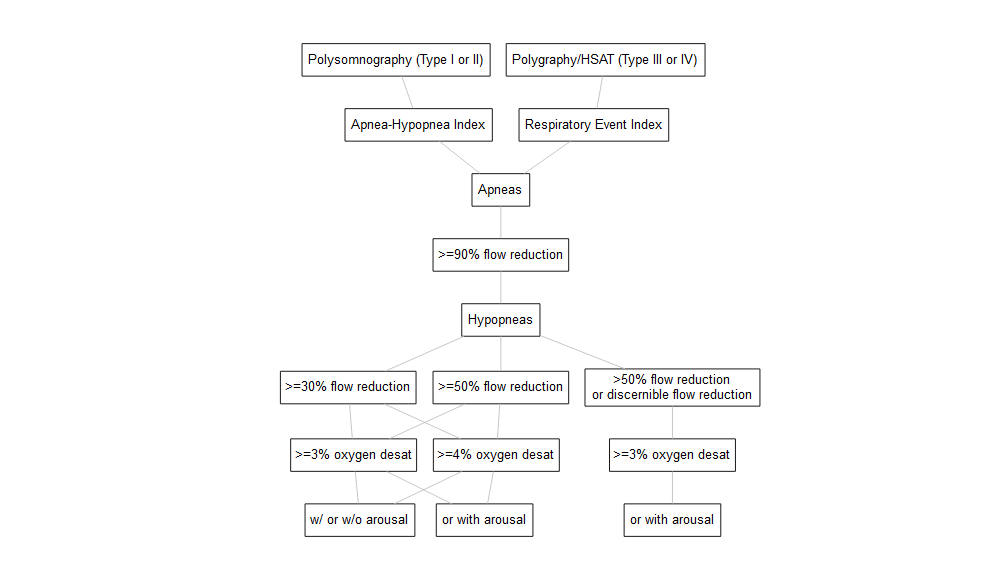 Polysomnography (Type I or II)
Polygraphy/HSAT (Type III or IV)
Apnea-Hypopnea Index
Respiratory Event Index
Apneas
>=90% flow reduction
Hypopneas
>=30% flow reduction
>=50% flow reduction
>50% flow reduction
or discernible flow reduction
>=3% oxygen desat
>=4% oxygen desat
>=3% oxygen desat
w/ or w/o arousal
or with arousal
or with arousal